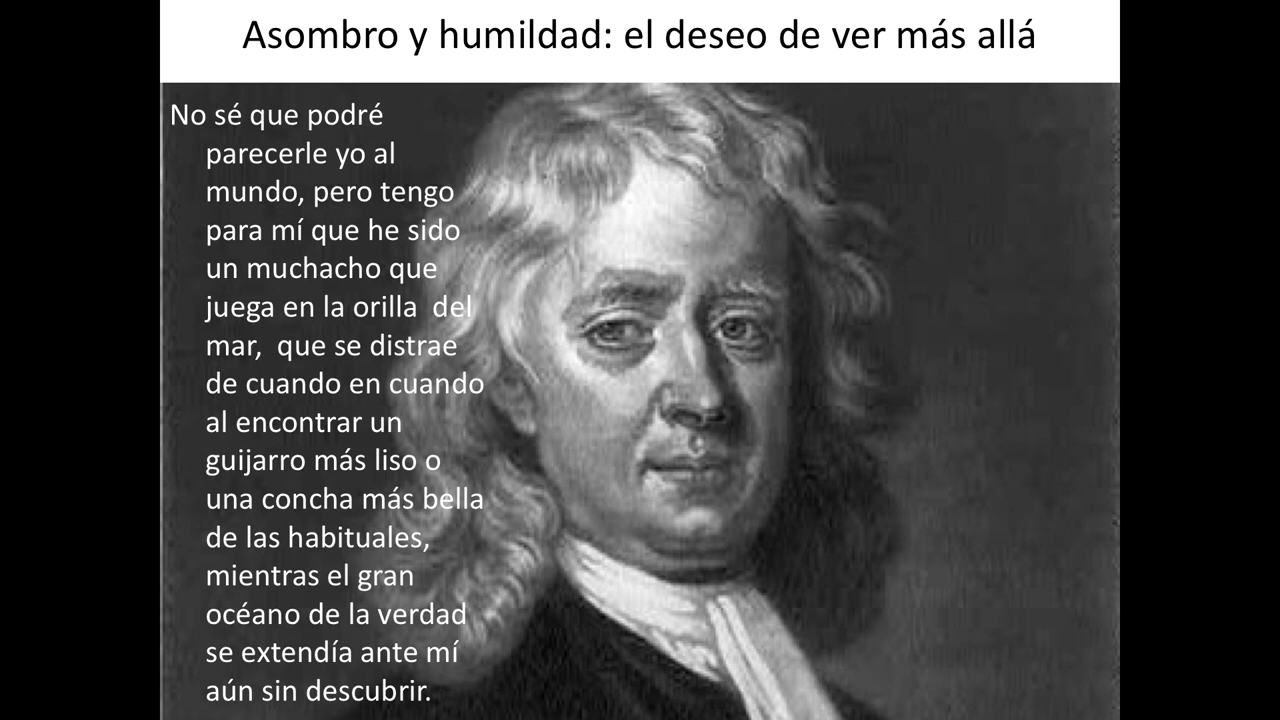 Asombro y humildad: el deseo de ver más allá
No sé que podré
parecerle yo al
mundo, pero tengo
para mí que he sido
un muchacho que
juega en la orilla  del
mar,  que se distrae
de cuando en cuando
al encontrar un
guijarro más liso o
una concha más bella
de las habituales,
mientras el gran
océano de la verdad
se extendía ante mí
aún sin descubrir.